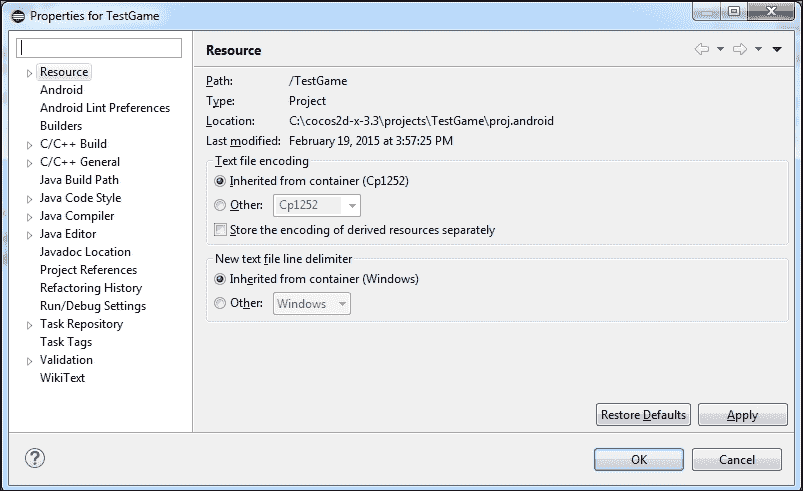 Properties for TestGame
Resource
Android
Android Lint Preferences
Builders
C/C++ Build
C/C++ General
Java Build Path
Java Code Style
Java Compiler
Java Editor
Javadoc Location
Project References
Refactoring History
Run/Debug Settings
Task Repository
Task Tags
Validation
WikiText
Resource
Path: /TestGame
Type: Project
Location: C:\cocos2d-x-3.3\projects\TestGame\proj.android
Last modified: February 19, 2015 at 3:57:25 PM
Text file encoding
Inherited from container (Cp1252)
Other: Cp1252
Store the encoding of derived resources separately
New text file line delimiter
Inherited from container (Windows)
Other: Windows
Restore Defaults Apply
OK Cancel